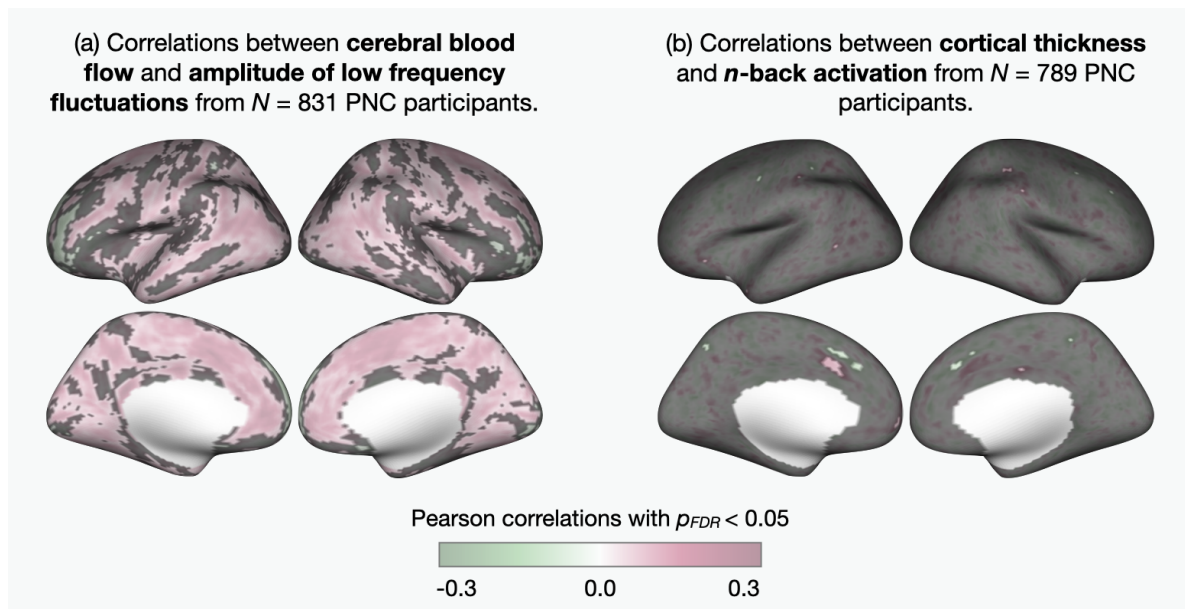 (a) Correlations between cerebral blood
flow and amplitude of low frequency
fluctuations from N = 831 PNC participants.
(b) Correlations between cortical thickness
and n-back activation from N = 789 PNC
participants.
Pearson correlations with pFDR < 0.05
-0.3 0.0 0.3